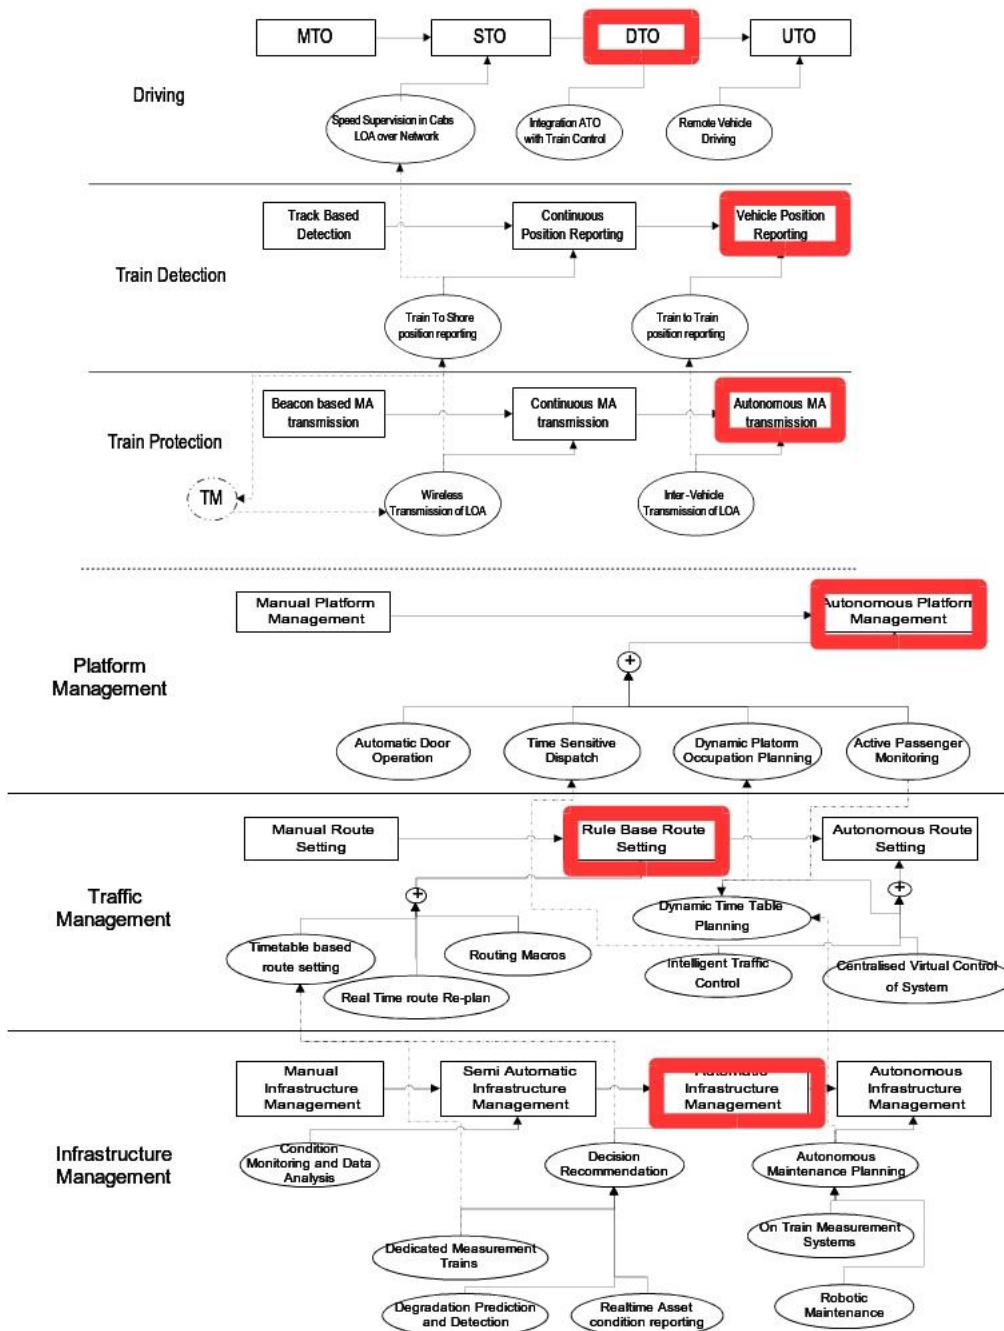 MTO
STO
DTO
UTO
Driving
Speed Supervision in Cabs
LOA over Network
Integration ATO
with Train Control
Remote Vehicle
Driving
Track Based
Detection
Continuous
Position Reporting
Vehicle Position
Reporting
Train Detection
Train To Shore
position reporting
Train to Train
position reporting
Beacon based MA
transmission
Continuous MA
transmission
Autonomous MA
transmission
Train Protection
TM
Wireless
Transmission of LOA
Inter-Vehicle
Transmission of LOA
Manual Platform
Management
Autonomous Platform
Management
+
Platform
Management
Automatic Door
Operation
Time Sensitive
Dispatch
Dynamic Platorm
Occupation Planning
Active Passenger
Monitoring
Manual Route
Setting
Rule Base Route
Setting
Autonomous Route
Setting
+
+
Traffic
Management
Dynamic Time Table
Planning
Timetable based
route setting
Routing Macros
Real Time route Re-plan
Intelligent Traffic
Control
Centralised Virtual Control
of System
Manual
Infrastructure
Management
Semi Automatic
Infrastructure
Management
Automatic
Infrastructure
Management
Autonomous
Infrastructure
Management
Infrastructure
Management
Condition
Monitoring and Data
Analysis
Decision
Recommendation
Autonomous
Maintenance Planning
Dedicated Measurement
Trains
On Train Measurement
Systems
Degradation Prediction
and Detection
Realtime Asset
condition reporting
Robotic
Maintenance